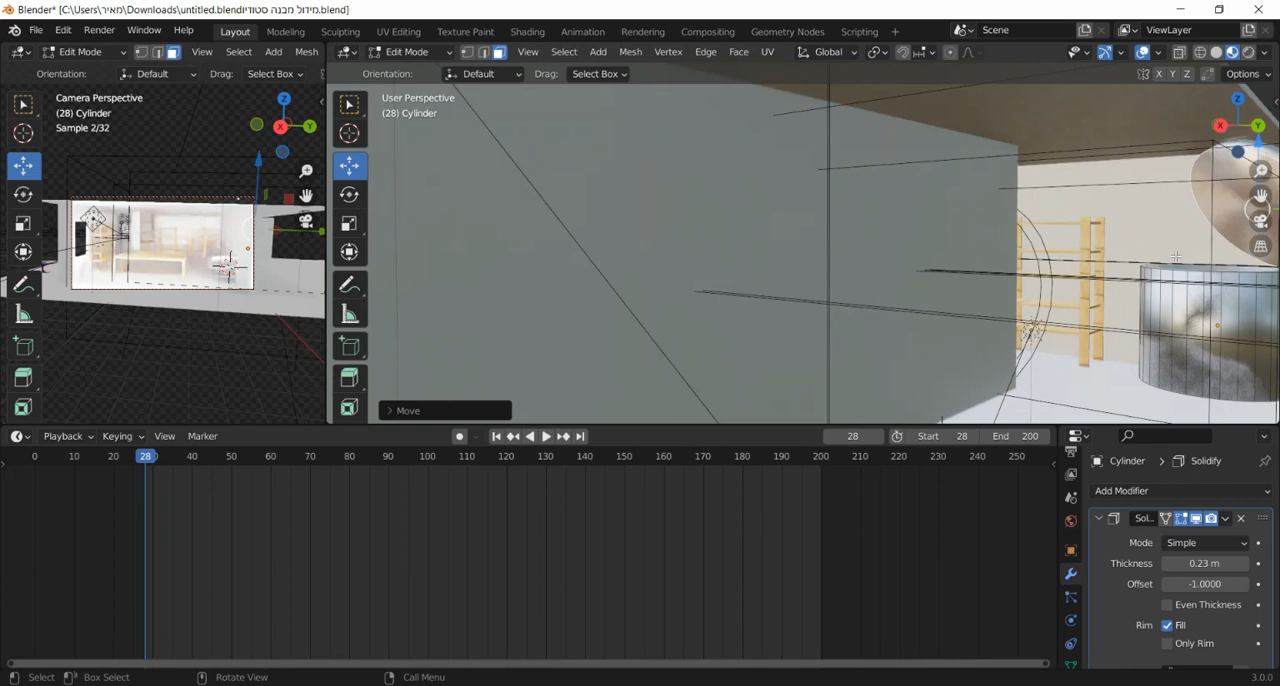 Blender* [C:\Users\מאיר\Downloads\untitled.blendמידול מבנה סטודיו.blend]
File Edit Render Window Help Layout Modeling Sculpting UV Editing Texture Paint Shading Animation Rendering Compositing Geometry Nodes Scripting + Scene ViewLayer
Edit Mode View Select Add Mesh Edit Mode View Select Add Mesh Vertex Edge Face UV Global
Orientation: Default Drag: Select Box Orientation: Default Drag: Select Box X Y Z Options
Camera Perspective
(28) Cylinder
Sample 2/32
Z
X
Y
User Perspective
(28) Cylinder
Z
X
Y
Move
Playback Keying View Marker 28 Start 28 End 200
0 10 20 28 30 40 50 60 70 80 90 100 110 120 130 140 150 160 170 180 190 200 210 220 230 240 250
Cylinder > Solidify
Add Modifier
Sol...
Mode Simple
Thickness 0.23 m
Offset -1.0000
Even Thickness
Rim Fill
Only Rim
Select Box Select Rotate View Call Menu 3.0.0